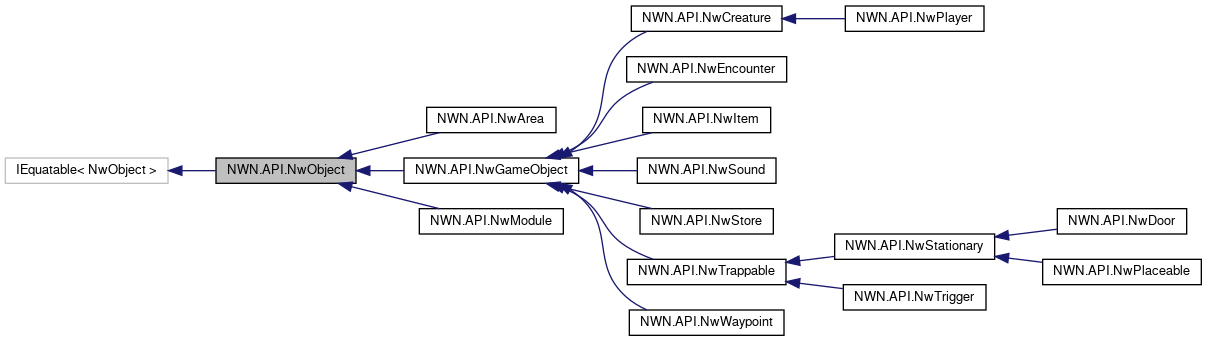 NWN.API.NwCreature
NWN.API.NwPlayer
NWN.API.NwEncounter
NWN.API.NwArea
NWN.API.NwItem
IEquatable< NwObject >
NWN.API.NwObject
NWN.API.NwGameObject
NWN.API.NwSound
NWN.API.NwModule
NWN.API.NwStore
NWN.API.NwDoor
NWN.API.NwStationary
NWN.API.NwTrappable
NWN.API.NwPlaceable
NWN.API.NwTrigger
NWN.API.NwWaypoint